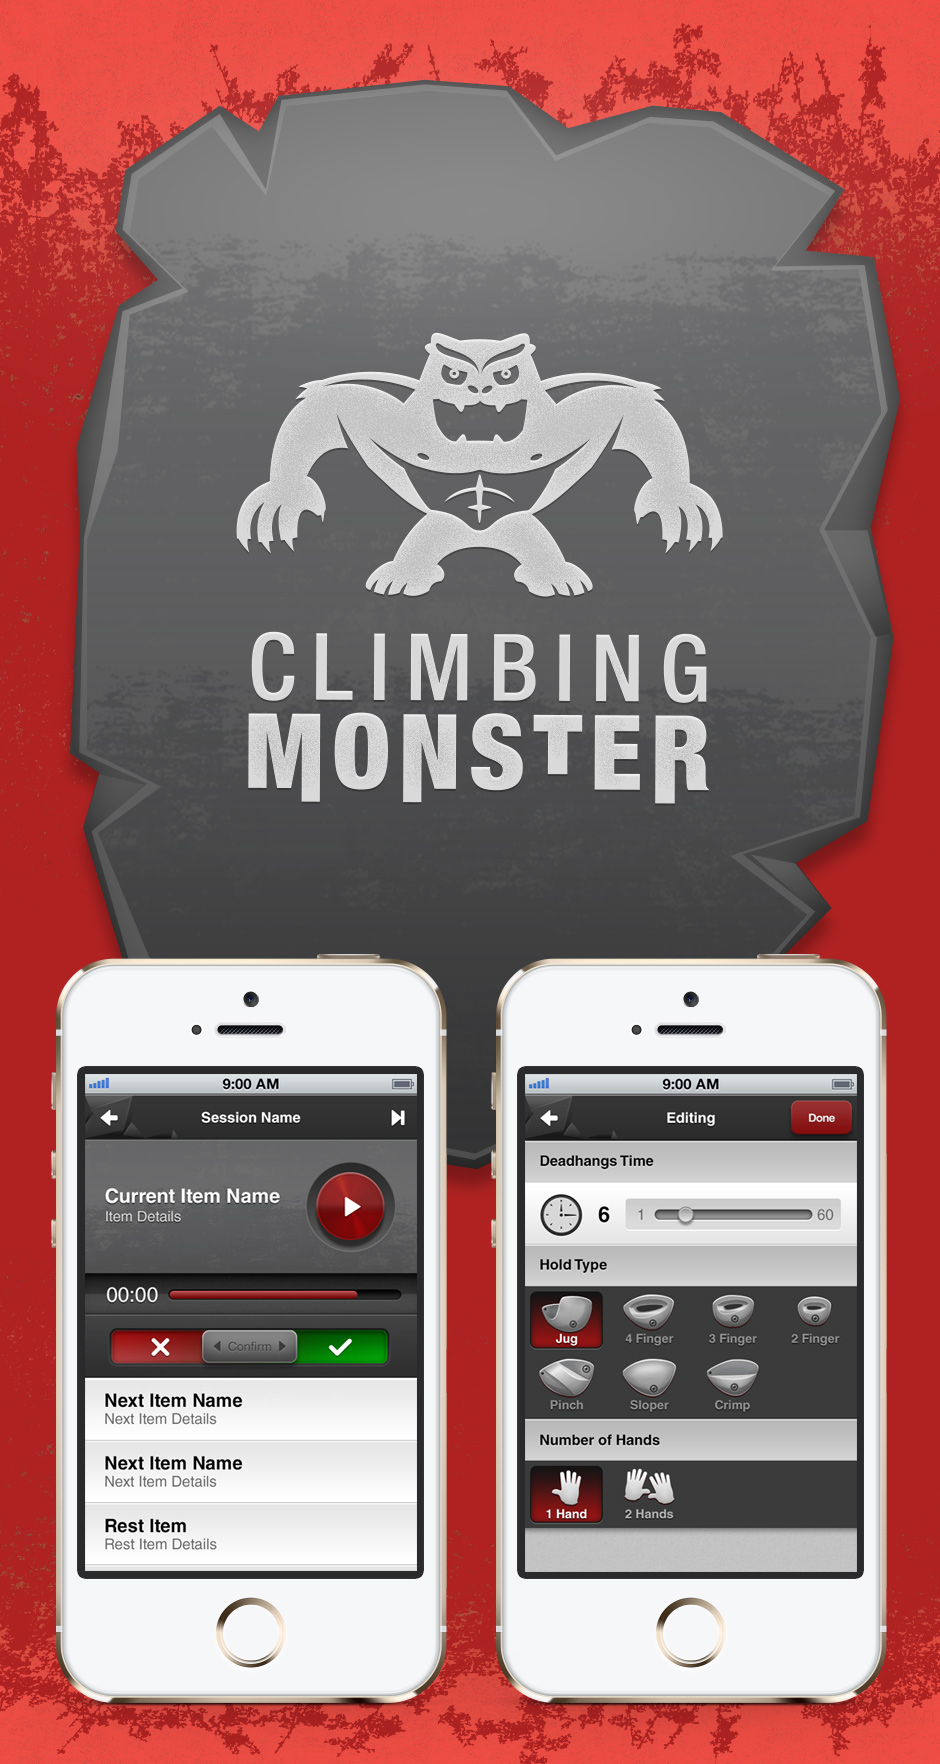 CLIMBING
MONSTER
9:00 AM
Session Name
Current Item Name
Item Details
00:00
Confirm
Next Item Name
Next Item Details
Next Item Name
Next Item Details
Rest Item
Rest Item Details
9:00 AM
Editing
Done
Deadhangs Time
6
1
60
Hold Type
Jug
4 Finger
3 Finger
2 Finger
Pinch
Sloper
Crimp
Number of Hands
1 Hand
2 Hands